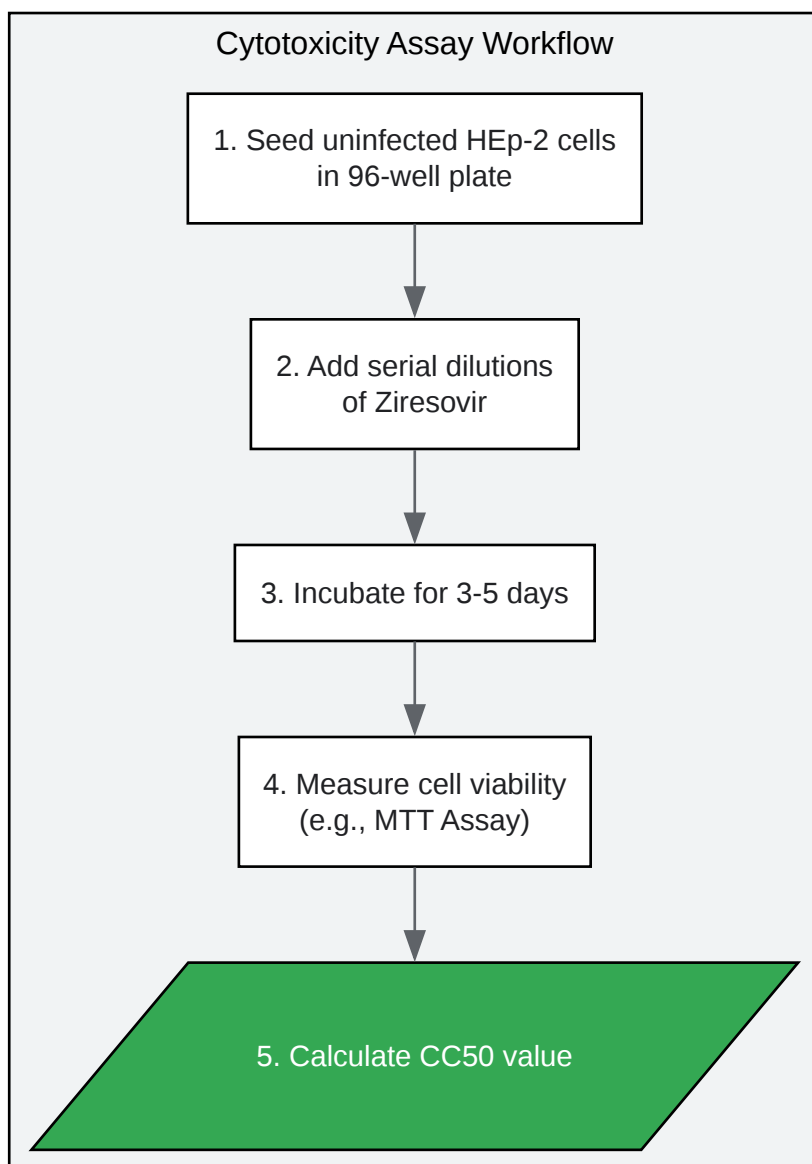 Cytotoxicity Assay Workflow
1. Seed uninfected HEp-2 cells
in 96-well plate
2. Add serial dilutions
of Ziresovir
3. Incubate for 3-5 days
4. Measure cell viability
(e.g., MTT Assay)
5. Calculate CC50 value